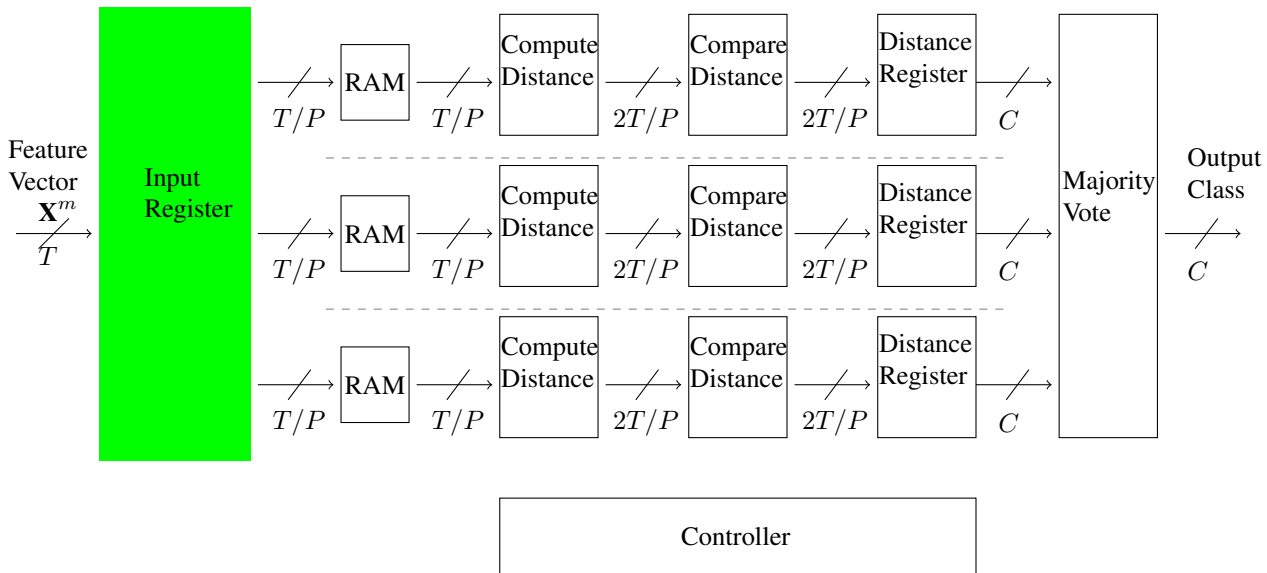 Feature
Vector
X^m
T
Input
Register
T/P
RAM
T/P
Compute
Distance
2T/P
Compare
Distance
2T/P
Distance
Register
C
T/P
RAM
T/P
Compute
Distance
2T/P
Compare
Distance
2T/P
Distance
Register
C
T/P
RAM
T/P
Compute
Distance
2T/P
Compare
Distance
2T/P
Distance
Register
C
Majority
Vote
Output
Class
C
Controller